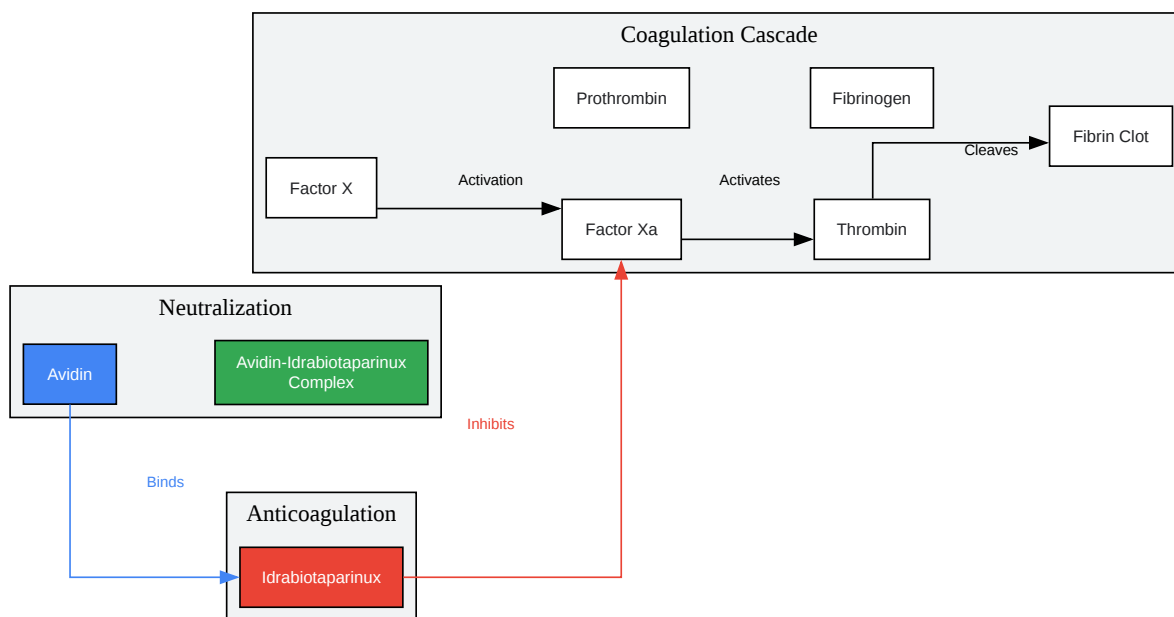 Coagulation Cascade
Prothrombin
Fibrinogen
Fibrin Clot
Cleaves
Factor X
Activation
Activates
Factor Xa
Thrombin
Neutralization
Avidin
Avidin-Idrabiotaparinux
Complex
Inhibits
Binds
Anticoagulation
Idrabiotaparinux